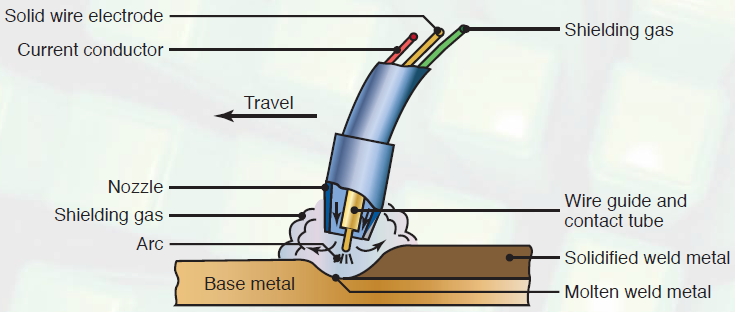 Solid wire electrode
Current conductor
Shielding gas
Travel
Nozzle
Shielding gas
Arc
Wire guide and
contact tube
Solidified weld metal
Base metal
Molten weld metal